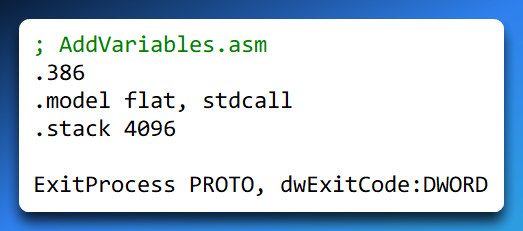 ; AddVariables.asm
.386
.model flat, stdcall
.stack 4096
ExitProcess PROTO, dwExitCode:DWORD